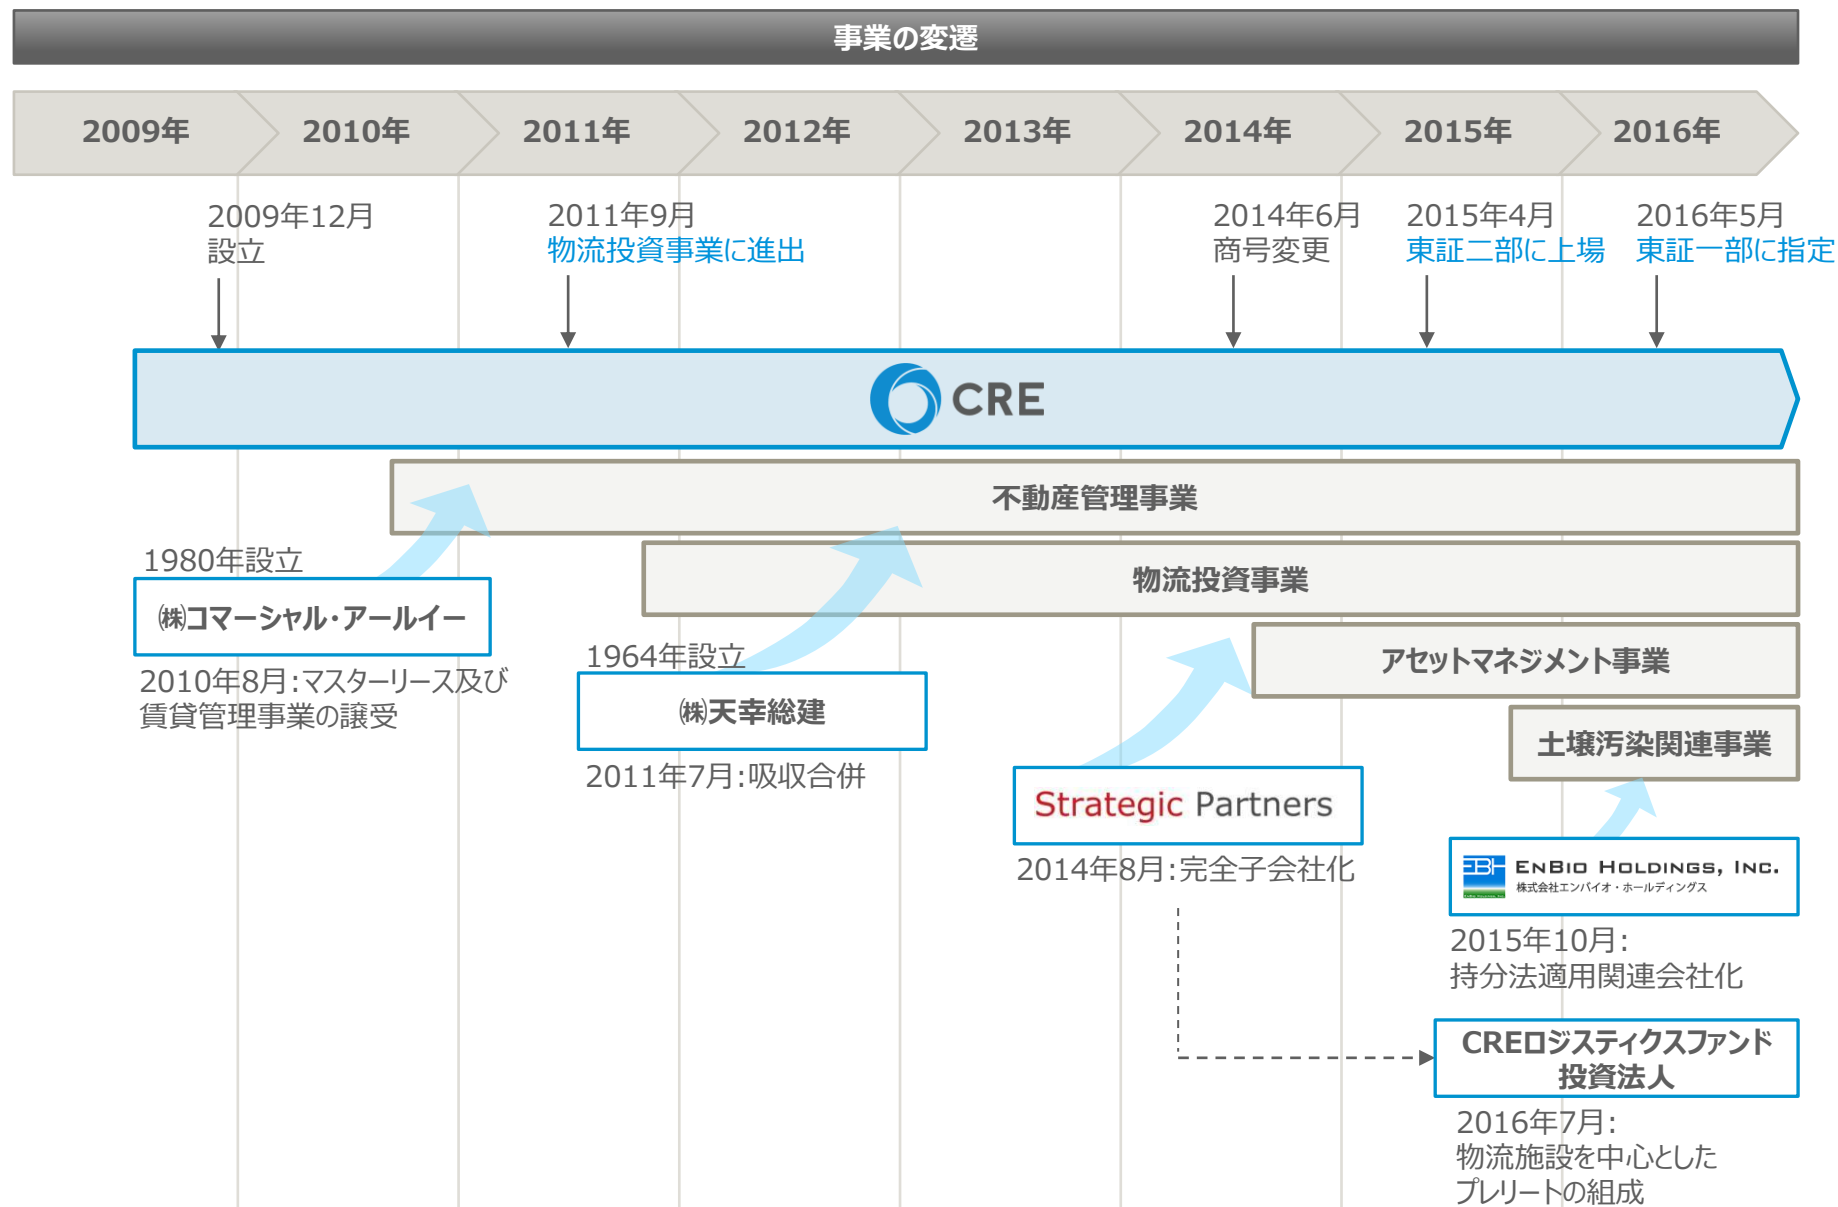 事業の変遷
2009年
2010年
2011年
2012年
2013年
2014年
2015年
2016年
2009年12月
設立
2011年9月
物流投資事業に進出
2014年6月
商号変更
2015年4月
東証二部に上場
2016年5月
東証一部に指定
CRE
不動産管理事業
1980年設立
㈱コマーシャル・アールイー
2010年8月:マスターリース及び
賃貸管理事業の譲受
物流投資事業
1964年設立
㈱天幸総建
2011年7月:吸収合併
アセットマネジメント事業
Strategic Partners
2014年8月:完全子会社化
土壌汚染関連事業
EBH
ENBIO HOLDINGS, INC.
株式会社エンバイオ・ホールディングス
2015年10月:
持分法適用関連会社化
CREロジスティクスファンド
投資法人
2016年7月:
物流施設を中心とした
プレリートの組成